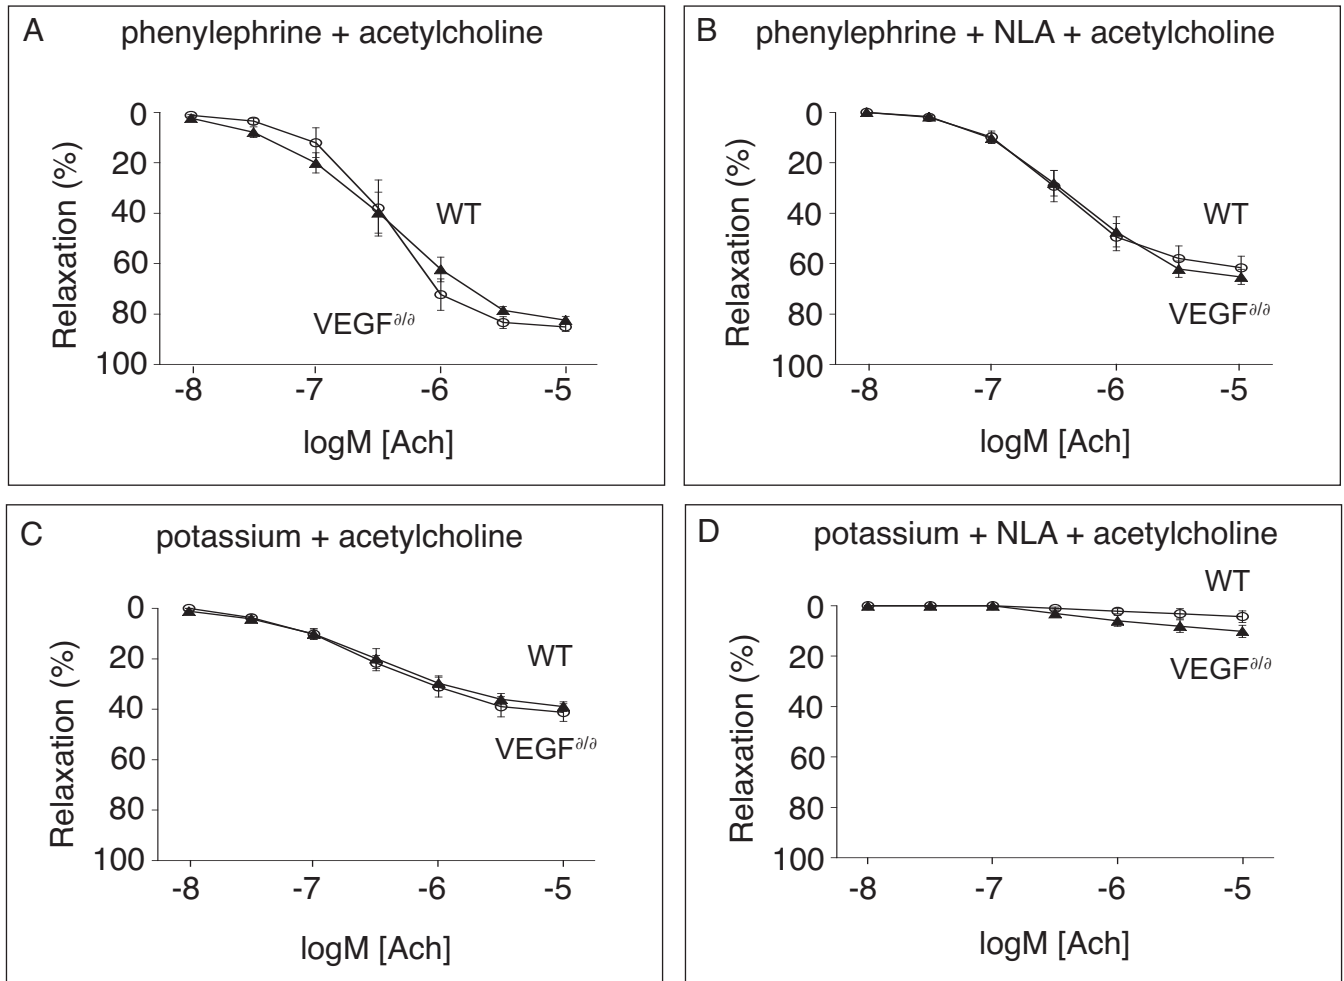 A phenylephrine + acetylcholine
Relaxation (%)
0
20
40
60
80
100
WT
VEGF∂/∂
-8 -7 -6 -5
logM [Ach]
B phenylephrine + NLA + acetylcholine
Relaxation (%)
0
20
40
60
80
100
WT
VEGF∂/∂
-8 -7 -6 -5
logM [Ach]
C potassium + acetylcholine
Relaxation (%)
0
20
40
60
80
100
WT
VEGF∂/∂
-8 -7 -6 -5
logM [Ach]
D potassium + NLA + acetylcholine
Relaxation (%)
WT
0
20
40
60
80
100
VEGF∂/∂
-8 -7 -6 -5
logM [Ach]